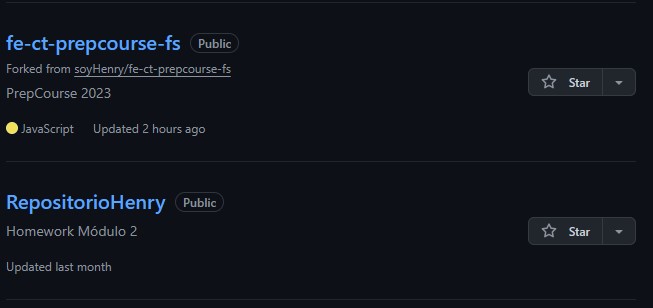 fe-ct-prepcourse-fs Public
Forked from soyHenry/fe-ct-prepcourse-fs
Star
PrepCourse 2023
JavaScript Updated 2 hours ago
RepositorioHenry Public
Homework Módulo 2
Star
Updated last month